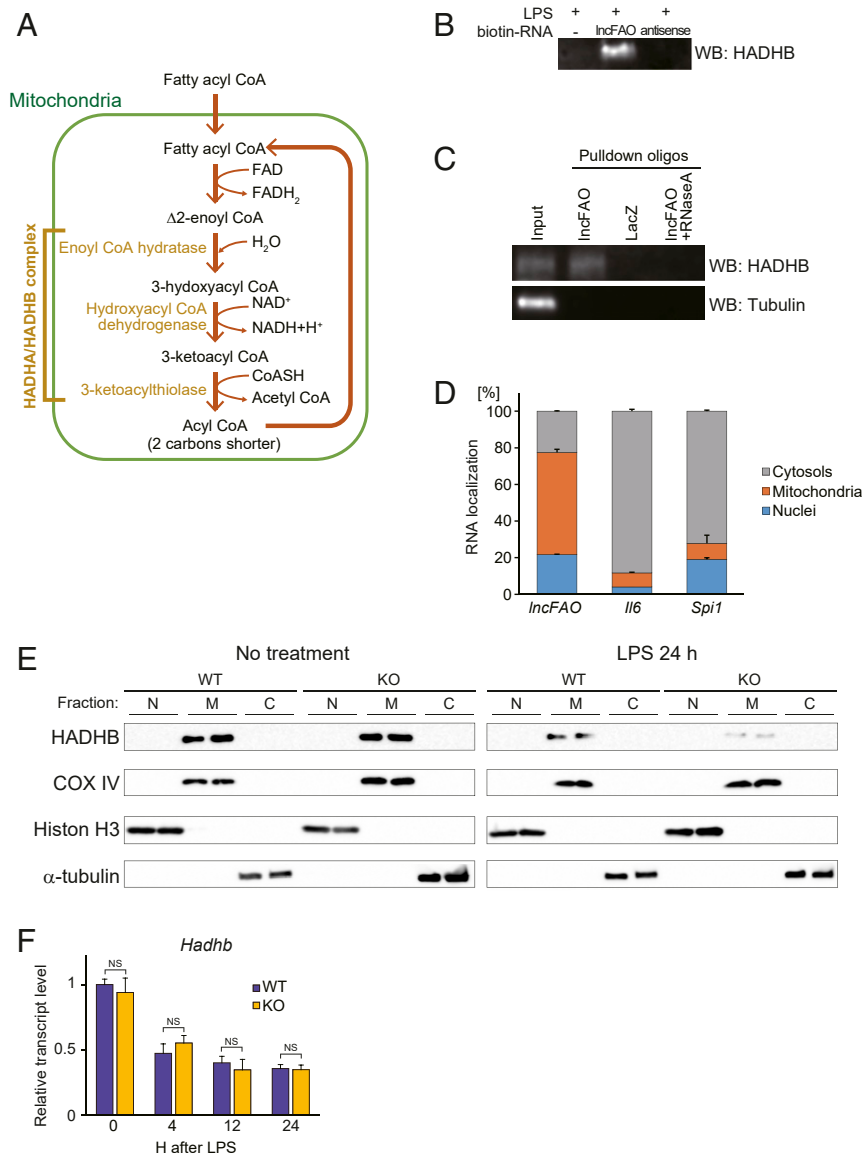 A
Fatty acyl CoA
Mitochondria
Fatty acyl CoA
FAD
FADH2
Δ2-enoyl CoA
HADHA/HADHB complex
Enoyl CoA hydratase
H2O
3-hydoxyacyl CoA
Hydroxyacyl CoA
dehydrogenase
NAD+
NADH+H+
3-ketoacyl CoA
3-ketoacylthiolase
CoASH
Acetyl CoA
Acyl CoA
(2 carbons shorter)
B
LPS + + +
biotin-RNA - lncFAO antisense
WB: HADHB
C
Pulldown oligos
Input lncFAO LacZ lncFAO
+RNaseA
WB: HADHB
WB: Tubulin
D
[%]
100
80
60
40
20
0
RNA localization
Cytosols
Mitochondria
Nuclei
lncFAO Il6 Spi1
E
No treatment LPS 24 h
WT KO WT KO
Fraction: N M C N M C N M C N M C
HADHB
COX IV
Histon H3
α-tubulin
F
Hadhb
Relative transcript level
1
0.5
0
NS NS NS NS
WT
KO
0 4 12 24
H after LPS